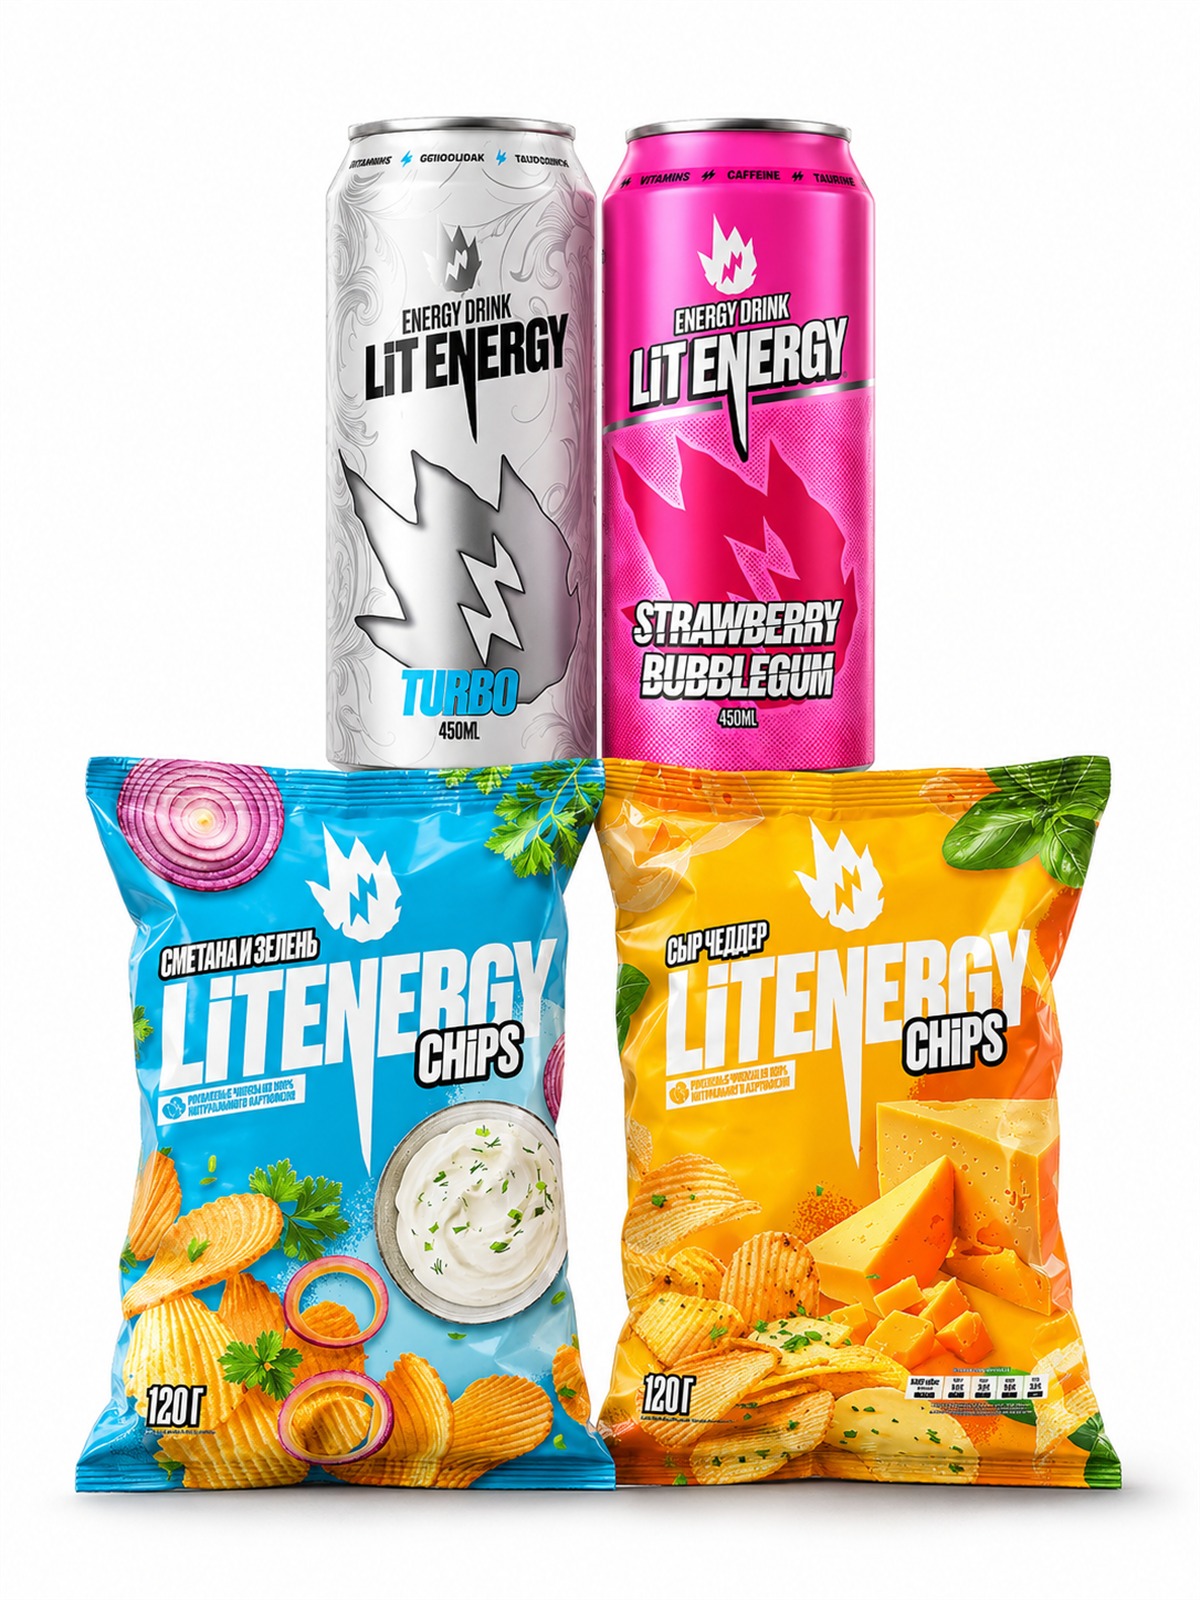 VITAMINS GGIIOOLIDAK
VITAMINS CAFFEINE TAURINE
ENERGY DRINK
LiT ENERGY
TURBO
450ML
ENERGY DRINK
LiT ENERGY
STRAWBERRY
BUBBLEGUM
450ML
СМЕТАНА И ЗЕЛЕНЬ
LiTENERGY
CHiPS
120Г
СЫР ЧЕДДЕР
LiTENERGY
CHiPS
120Г